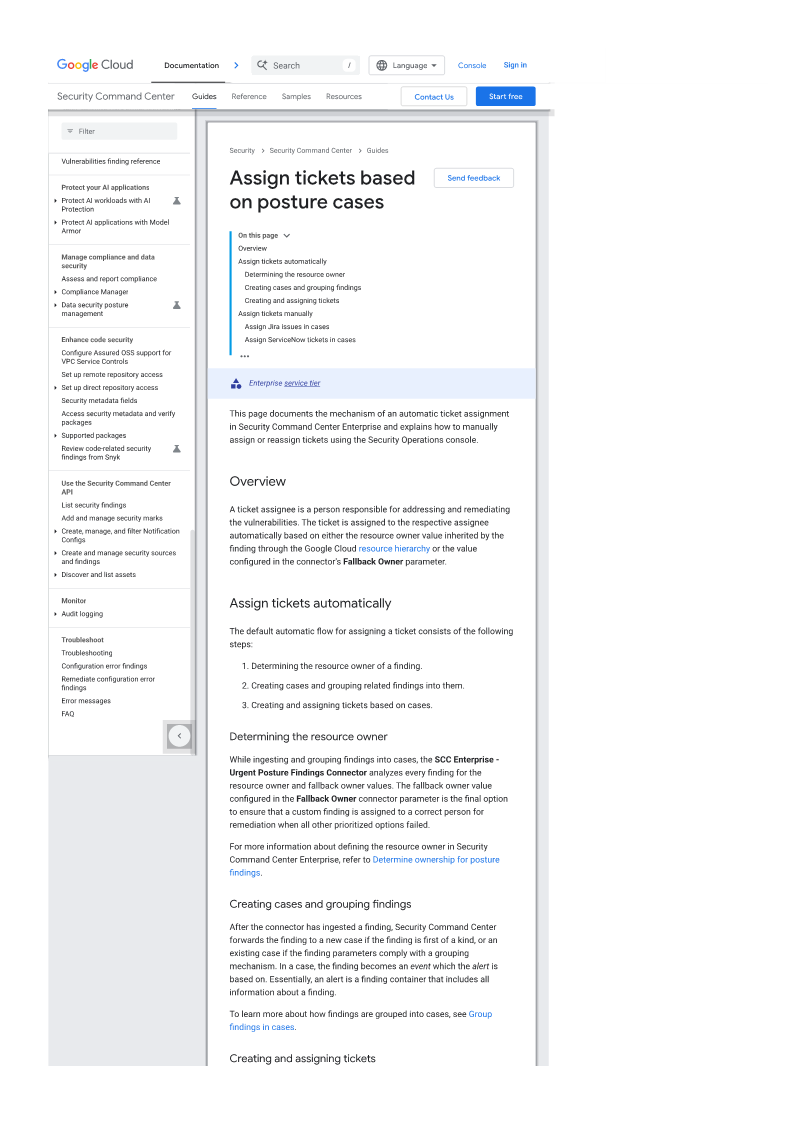 Google Cloud
Documentation
Search
/
Language
Console
Sign in
Security Command Center
Guides
Reference
Samples
Resources
Contact Us
Start free
Filter
Vulnerabilities finding reference
Protect your AI applications
Protect AI workloads with AI
Protection
Protect AI applications with Model
Armor
Manage compliance and data
security
Assess and report compliance
Compliance Manager
Data security posture
management
Enhance code security
Configure Assured OSS support for
VPC Service Controls
Set up remote repository access
Set up direct repository access
Security metadata fields
Access security metadata and verify
packages
Supported packages
Review code-related security
findings from Snyk
Use the Security Command Center
API
List security findings
Add and manage security marks
Create, manage, and filter Notification
Configs
Create and manage security sources
and findings
Discover and list assets
Monitor
Audit logging
Troubleshoot
Troubleshooting
Configuration error findings
Remediate configuration error
findings
Error messages
FAQ
Security > Security Command Center > Guides
Assign tickets based
on posture cases
Send feedback
On this page
Overview
Assign tickets automatically
Determining the resource owner
Creating cases and grouping findings
Creating and assigning tickets
Assign tickets manually
Assign Jira Issues in cases
Assign ServiceNow tickets in cases
Enterprise service tier
This page documents the mechanism of an automatic ticket assignment
in Security Command Center Enterprise and explains how to manually
assign or reassign tickets using the Security Operations console.
Overview
A ticket assignee is a person responsible for addressing and remediating
the vulnerabilities. The ticket is assigned to the respective assignee
automatically based on either the resource owner value inherited by the
finding through the Google Cloud resource hierarchy or the value
configured in the connector's Fallback Owner parameter.
Assign tickets automatically
The default automatic flow for assigning a ticket consists of the following
steps:
1. Determining the resource owner of a finding.
2. Creating cases and grouping related findings into them.
3. Creating and assigning tickets based on cases.
Determining the resource owner
While ingesting and grouping findings into cases, the SCC Enterprise -
Urgent Posture Findings Connector analyzes every finding for the
resource owner and fallback owner values. The fallback owner value
configured in the Fallback Owner connector parameter is the final option
to ensure that a custom finding is assigned to a correct person for
remediation when all other prioritized options failed.
For more information about defining the resource owner in Security
Command Center Enterprise, refer to Determine ownership for posture
findings.
Creating cases and grouping findings
After the connector has ingested a finding, Security Command Center
forwards the finding to a new case if the finding is first of a kind, or an
existing case if the finding parameters comply with a grouping
mechanism. In a case, the finding becomes an event which the alert is
based on. Essentially, an alert is a finding container that includes all
information about a finding.
To learn more about how findings are grouped into cases, see Group
findings in cases.
Creating and assigning tickets